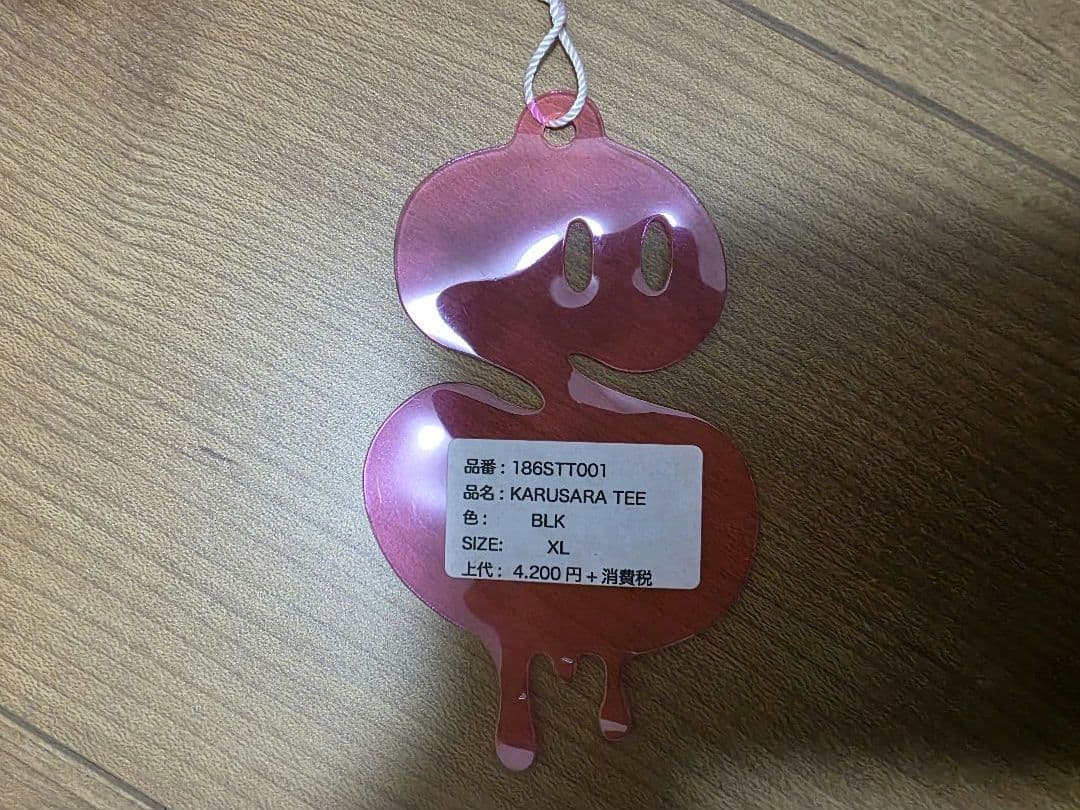 品番：186STT001
品名：KARUSARA TEE
色： BLK
SIZE: XL
上代：4.200円+消費税